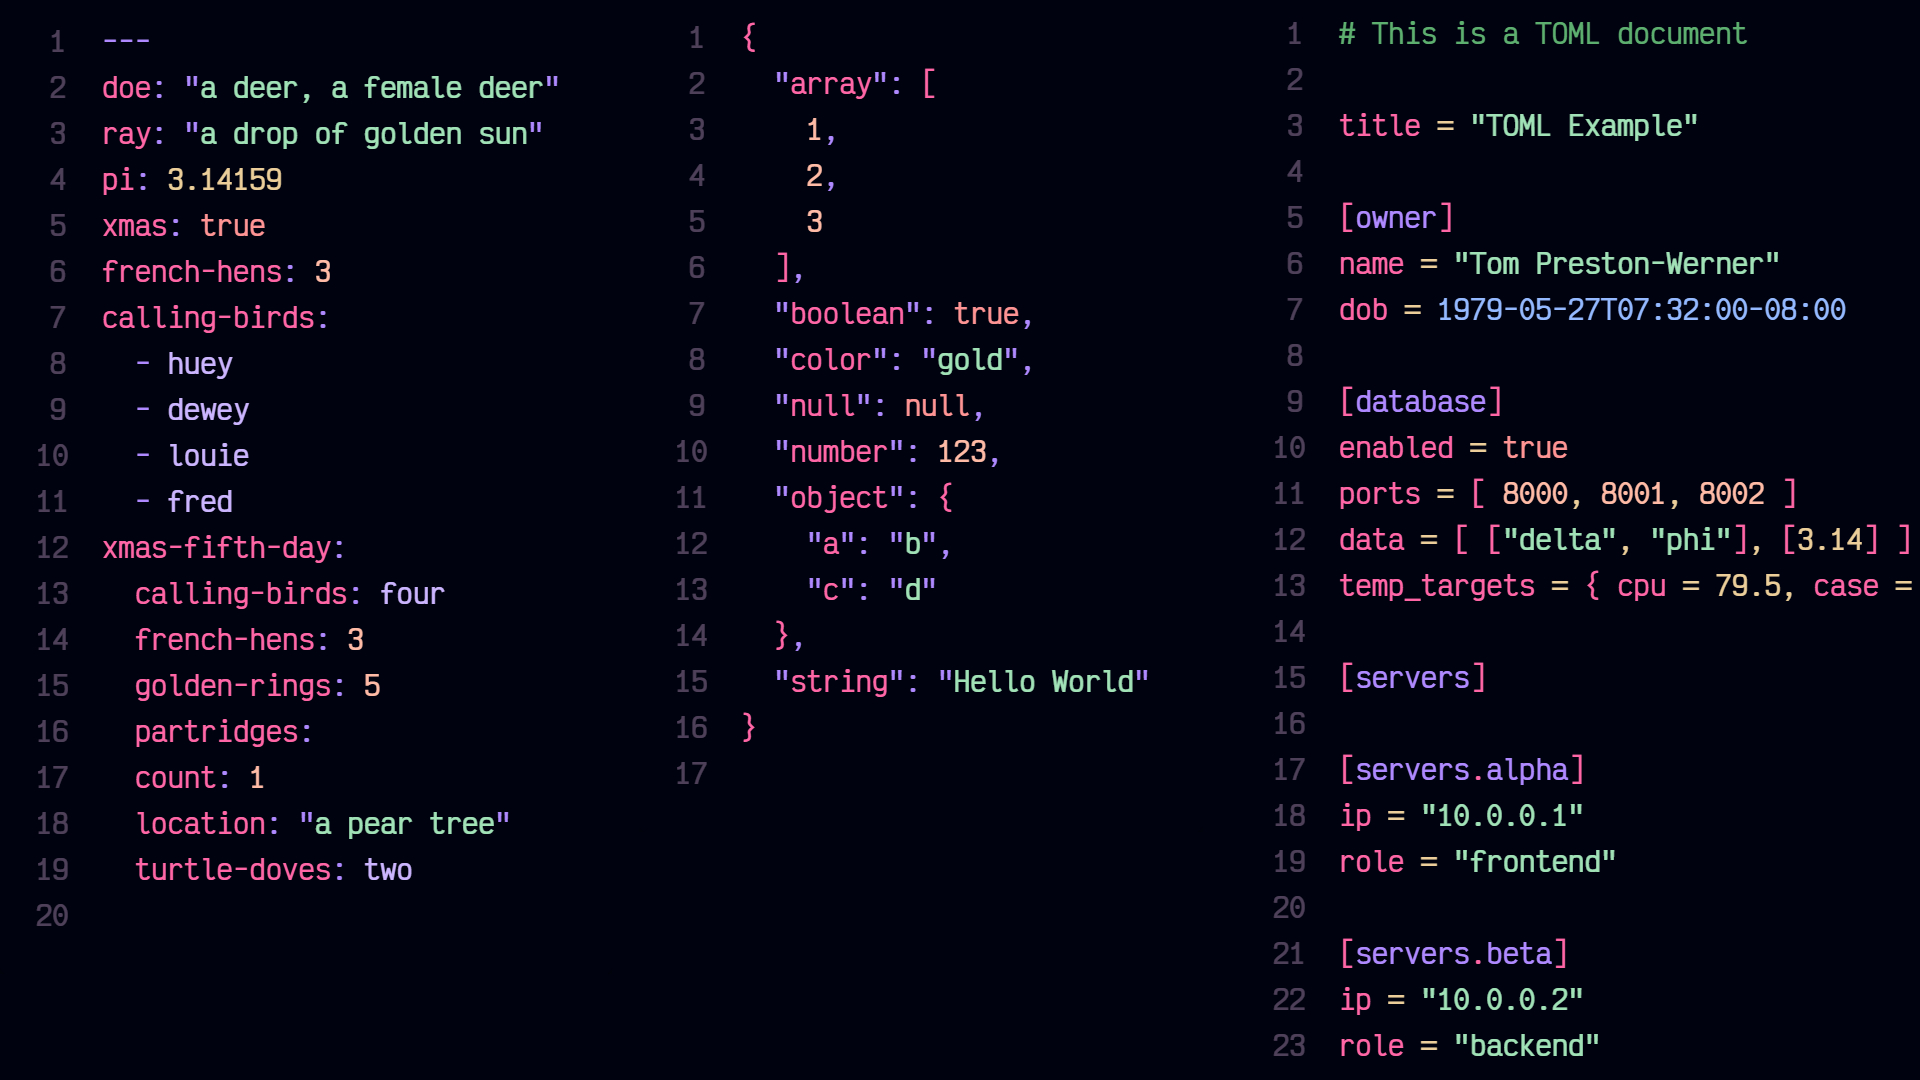 1 ---
2 doe: "a deer, a female deer"
3 ray: "a drop of golden sun"
4 pi: 3.14159
5 xmas: true
6 french-hens: 3
7 calling-birds:
8   - huey
9   - dewey
10   - louie
11   - fred
12 xmas-fifth-day:
13   calling-birds: four
14   french-hens: 3
15   golden-rings: 5
16   partridges:
17   count: 1
18   location: "a pear tree"
19   turtle-doves: two
20
1 {
2   "array": [
3     1,
4     2,
5     3
6   ],
7   "boolean": true,
8   "color": "gold",
9   "null": null,
10   "number": 123,
11   "object": {
12     "a": "b",
13     "c": "d"
14   },
15   "string": "Hello World"
16 }
17
1 # This is a TOML document
2
3 title = "TOML Example"
4
5 [owner]
6 name = "Tom Preston-Werner"
7 dob = 1979-05-27T07:32:00-08:00
8
9 [database]
10 enabled = true
11 ports = [ 8000, 8001, 8002 ]
12 data = [ ["delta", "phi"], [3.14] ]
13 temp_targets = { cpu = 79.5, case =
14
15 [servers]
16
17 [servers.alpha]
18 ip = "10.0.0.1"
19 role = "frontend"
20
21 [servers.beta]
22 ip = "10.0.0.2"
23 role = "backend"